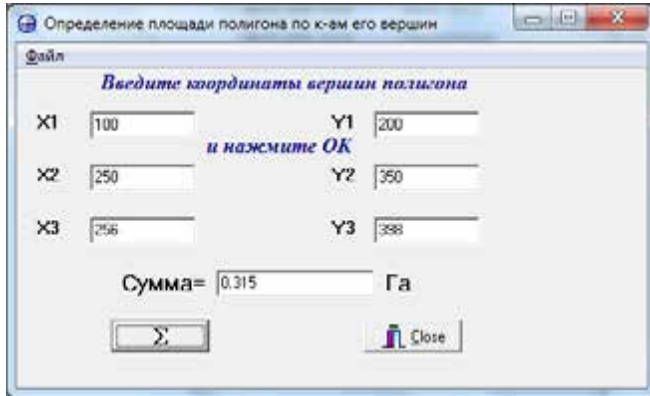 Определение площади полигона по к-ам его вершин
Файл
Введите координаты вершин полигона
X1 100 Y1 200
и нажмите OK
X2 250 Y2 350
X3 256 Y3 398
Сумма= 0.315 Га
Σ Close